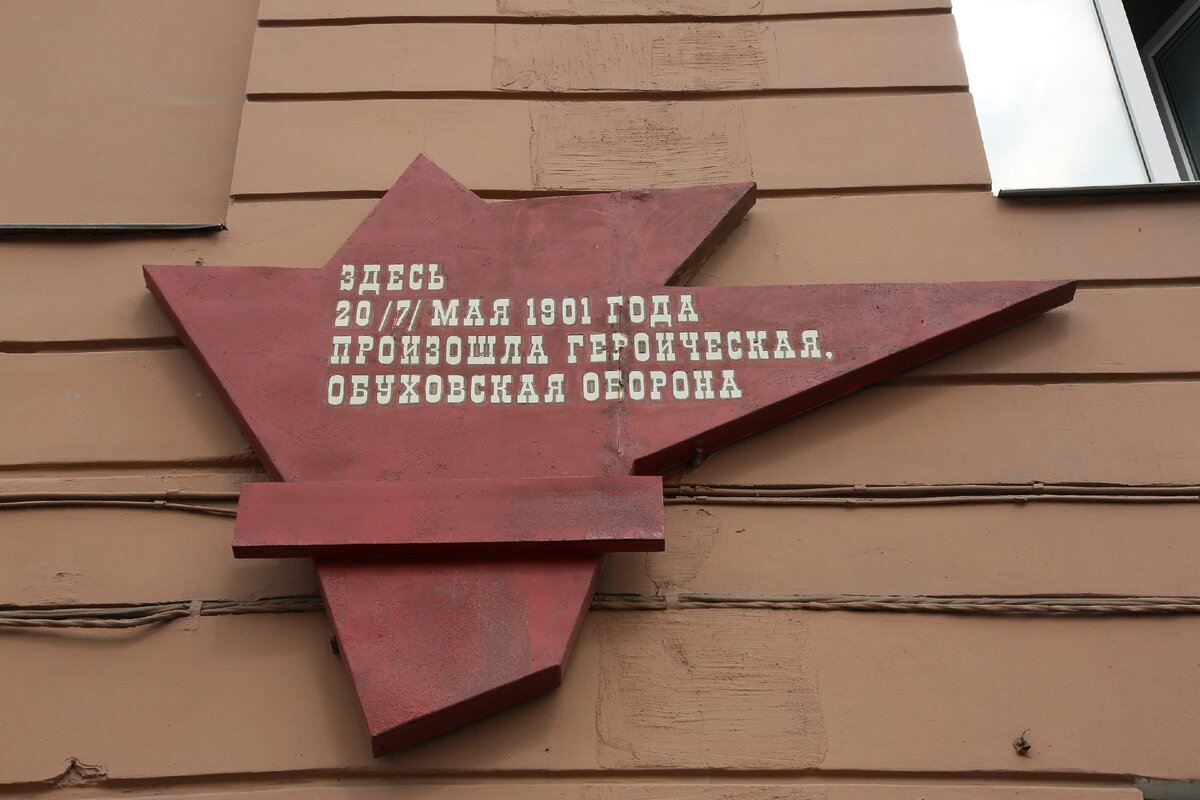 ЗДЕСЬ
20/7/ МАЯ 1901 ГОДА
ПРОИЗОШЛА ГЕРОИЧЕСКАЯ,
ОБУХОВСКАЯ ОБОРОНА